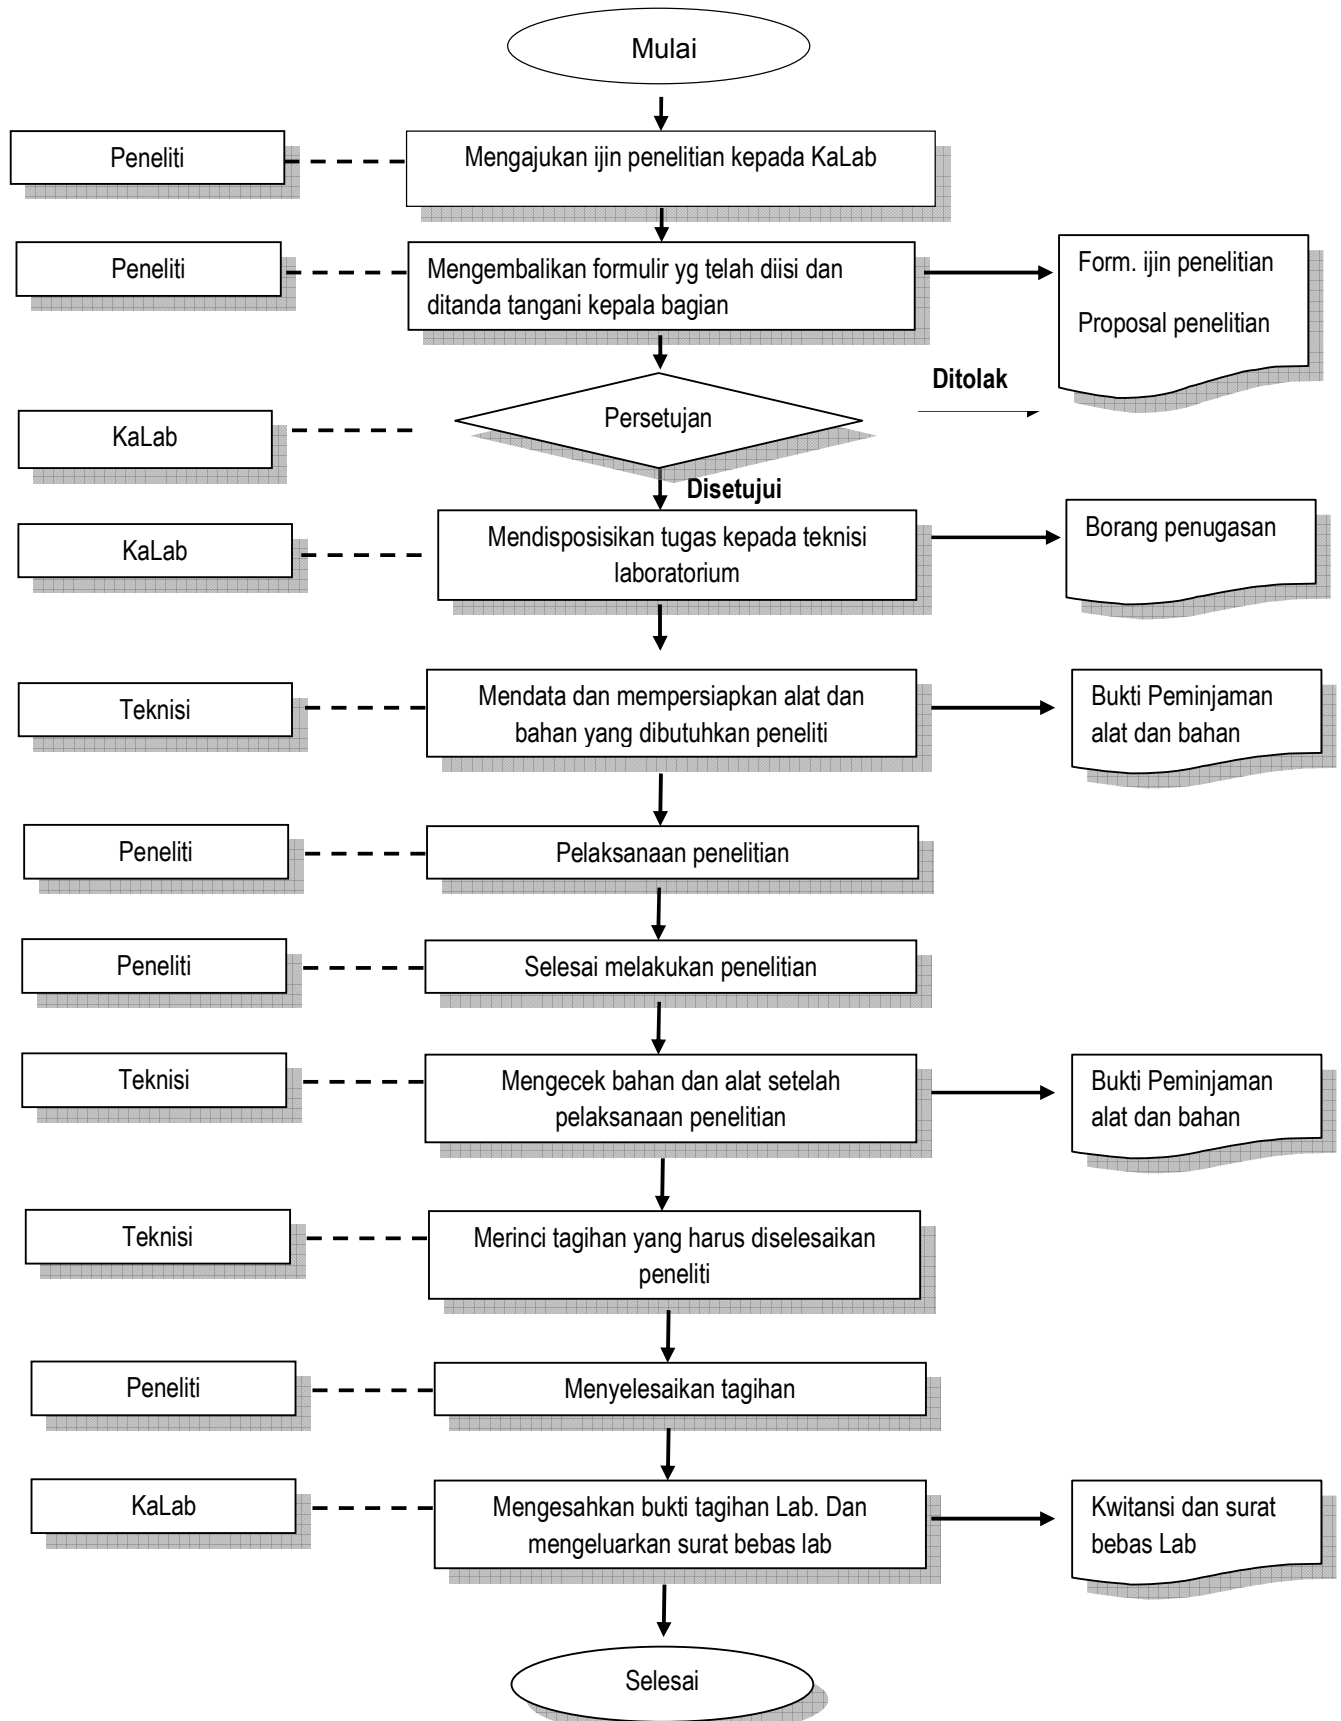 Mulai
Peneliti
Mengajukan ijin penelitian kepada KaLab
Peneliti
Mengembalikan formulir yg telah diisi dan
ditanda tangani kepala bagian
Form. ijin penelitian
Proposal penelitian
KaLab
Persetujan
Ditolak
Disetujui
KaLab
Mendisposisikan tugas kepada teknisi
laboratorium
Borang penugasan
Teknisi
Mendata dan mempersiapkan alat dan
bahan yang dibutuhkan peneliti
Bukti Peminjaman
alat dan bahan
Peneliti
Pelaksanaan penelitian
Peneliti
Selesai melakukan penelitian
Teknisi
Mengecek bahan dan alat setelah
pelaksanaan penelitian
Bukti Peminjaman
alat dan bahan
Teknisi
Merinci tagihan yang harus diselesaikan
peneliti
Peneliti
Menyelesaikan tagihan
KaLab
Mengesahkan bukti tagihan Lab. Dan
mengeluarkan surat bebas lab
Kwitansi dan surat
bebas Lab
Selesai